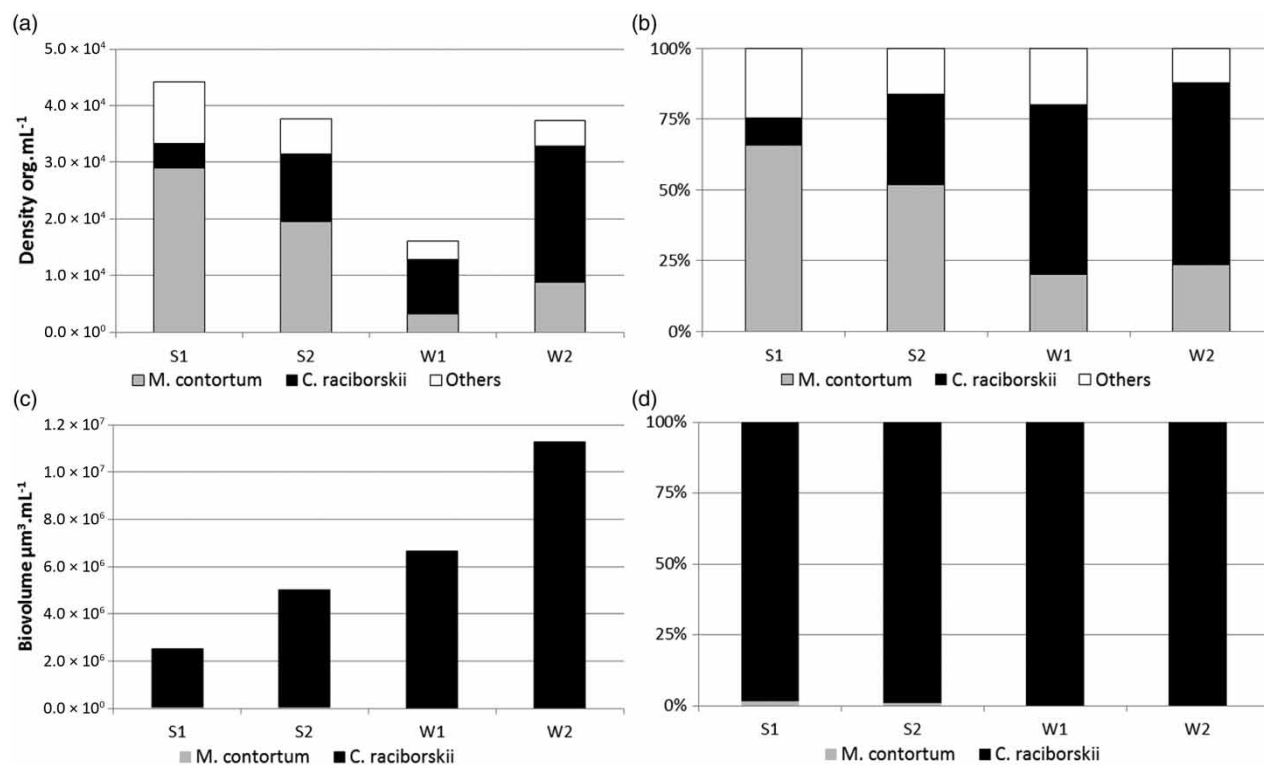 (a)
Density org.mL⁻¹
5.0 × 10⁴
4.0 × 10⁴
3.0 × 10⁴
2.0 × 10⁴
1.0 × 10⁴
0.0 × 10⁰
S1 S2 W1 W2
M. contortum C. raciborskii Others
(b)
100%
75%
50%
25%
0%
S1 S2 W1 W2
M. contortum C. raciborskii Others
(c)
Biovolume µm³.mL⁻¹
1.2 × 10⁷
1.0 × 10⁷
8.0 × 10⁶
6.0 × 10⁶
4.0 × 10⁶
2.0 × 10⁶
0.0 × 10⁰
S1 S2 W1 W2
M. contortum C. raciborskii
(d)
100%
75%
50%
25%
0%
S1 S2 W1 W2
M. contortum C. raciborskii